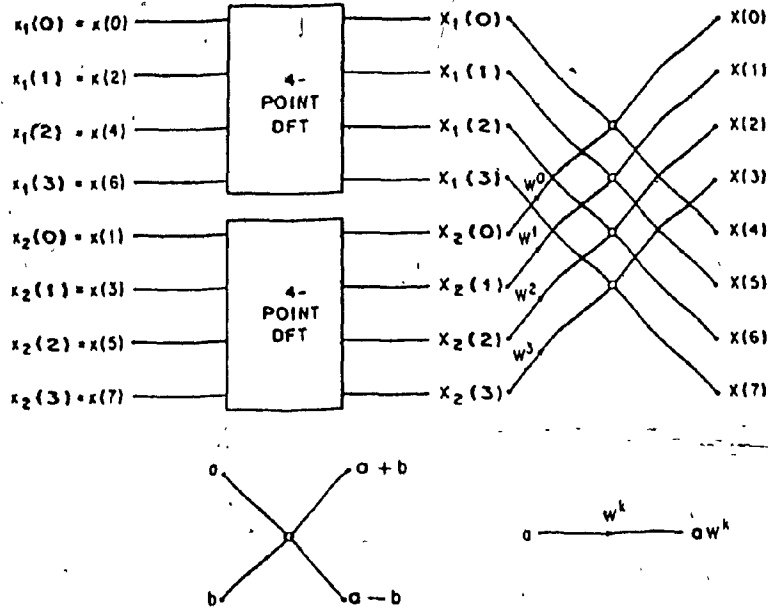 x₁(0) = x(0)
x₁(1) = x(2)
x₁(2) = x(4)
x₁(3) = x(6)
x₂(0) = x(1)
x₂(1) = x(3)
x₂(2) = x(5)
x₂(3) = x(7)
4-
POINT
DFT
4-
POINT
DFT
X₁(0)
X₁(1)
X₁(2)
X₁(3)
X₂(0)
X₂(1)
X₂(2)
X₂(3)
W⁰
W¹
W²
W³
X(0)
X(1)
X(2)
X(3)
X(4)
X(5)
X(6)
X(7)
a
b
a + b
a − b
a
Wᵏ
aWᵏ